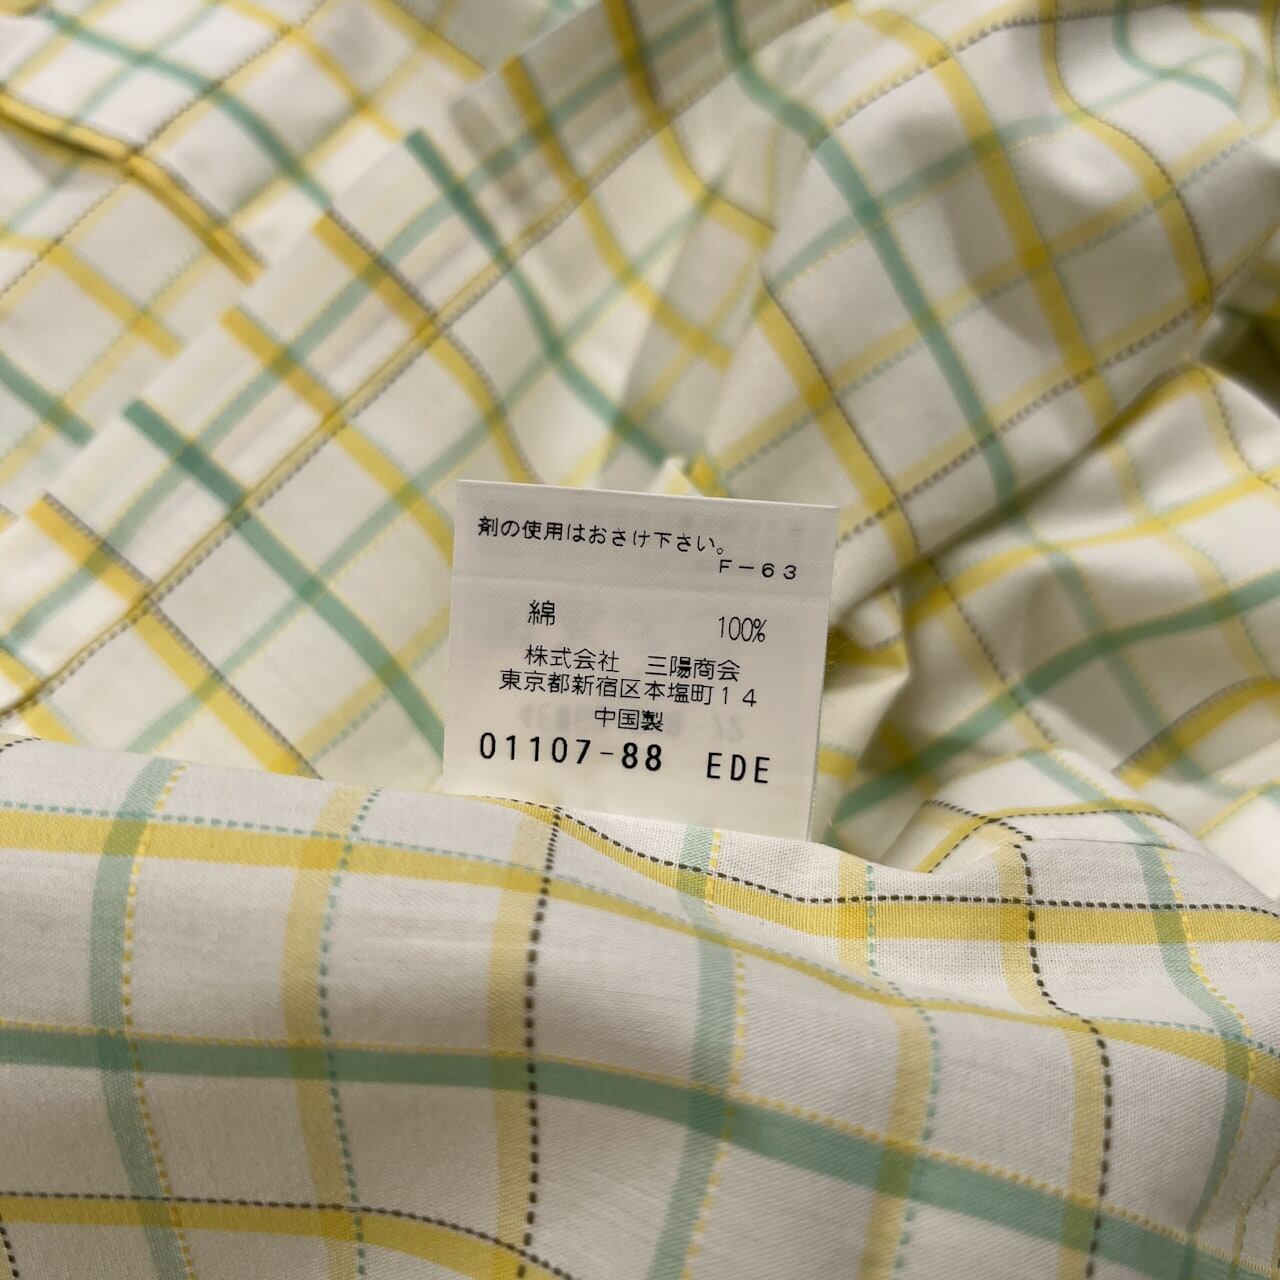 剤の使用はおさけ下さい。
F-63
綿 100%
株式会社 三陽商会
東京都新宿区本塩町14
中国製
01107-88 EDE